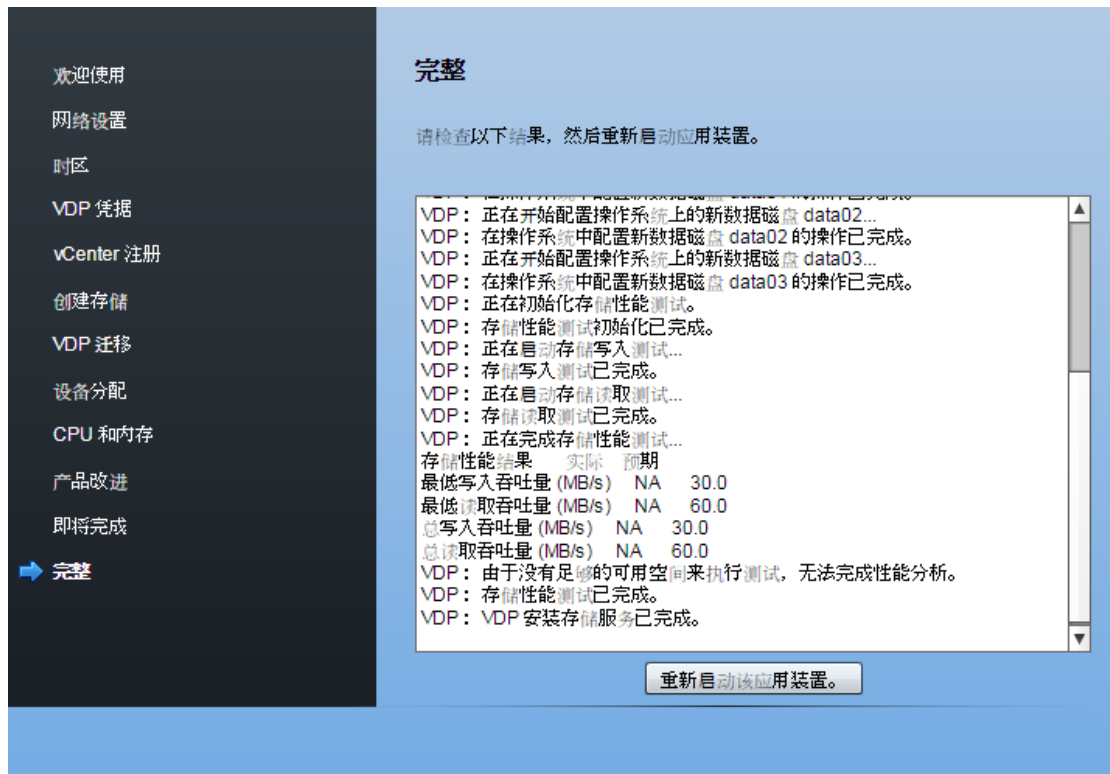 欢迎使用
网络设置
时区
VDP 凭据
vCenter 注册
创建存储
VDP 迁移
设备分配
CPU 和内存
产品改进
即将完成
完整
完整
请检查以下结果，然后重新启动应用装置。
VDP： 正在开始配置操作系统上的新数据磁盘 data02...
VDP： 在操作系统中配置新数据磁盘 data02 的操作已完成。
VDP： 正在开始配置操作系统上的新数据磁盘 data03...
VDP： 在操作系统中配置新数据磁盘 data03 的操作已完成。
VDP： 正在初始化存储性能测试。
VDP： 存储性能测试初始化已完成。
VDP： 正在启动存储写入测试...
VDP： 存储写入测试已完成。
VDP： 正在启动存储读取测试...
VDP： 存储读取测试已完成。
VDP： 正在完成存储性能测试...
存储性能结果 实际 预期
最低写入吞吐量 (MB/s) NA 30.0
最低读取吞吐量 (MB/s) NA 60.0
总写入吞吐量 (MB/s) NA 30.0
总读取吞吐量 (MB/s) NA 60.0
VDP： 由于没有足够的可用空间来执行测试，无法完成性能分析。
VDP： 存储性能测试已完成。
VDP： VDP 安装存储服务已完成。
重新启动该应用装置。